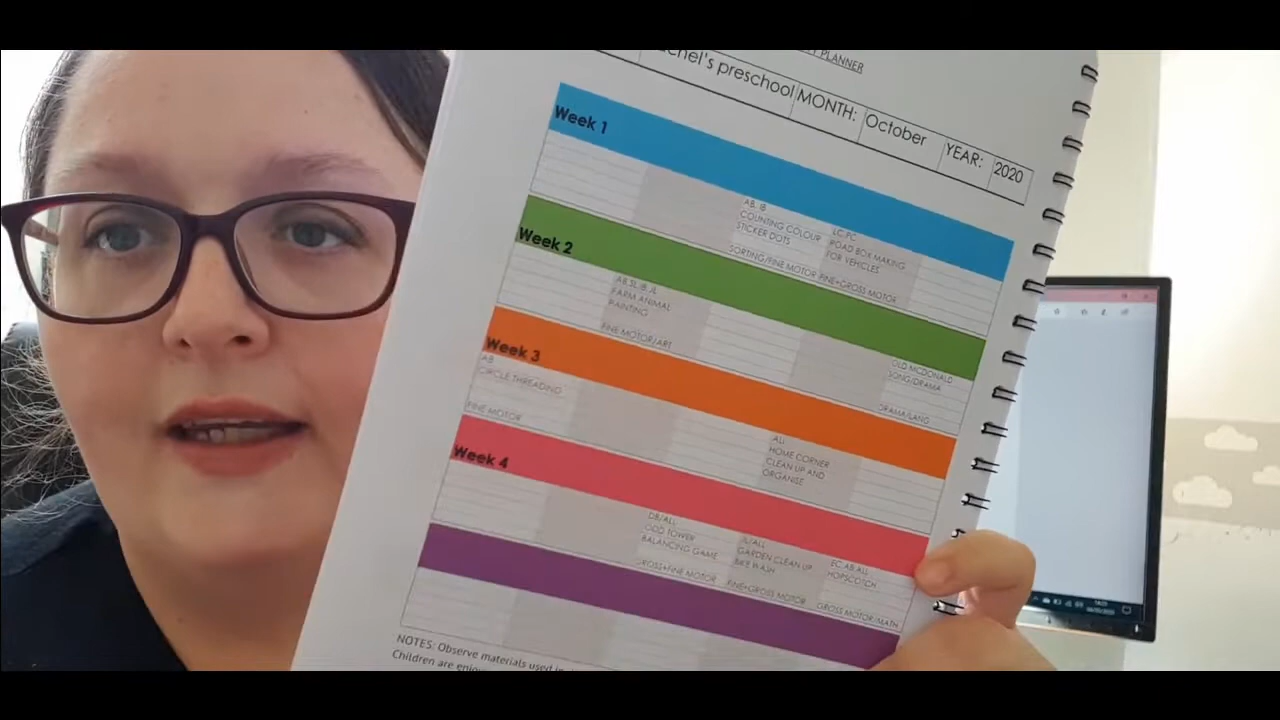 PLANNER
chel's preschool MONTH: October YEAR: 2020
Week 1
AB, IB
COUNTING COLOUR
STICKER DOTS
SORTING/FINE MOTOR
LC, FC
ROAD BOX MAKING
FOR VEHICLES
FINE+GROSS MOTOR
Week 2
FARM ANIMAL
PAINTING
FINE MOTOR/ART
OLD MCDONALD
SONG/DRAMA
DRAMA/LANG
Week 3
AB
CIRCLE THREADING
FINE MOTOR
ALL
HOME CORNER
CLEAN UP AND
ORGANISE
Week 4
DB/ALL
ODD TOWER
BALANCING GAME
GROSS+FINE MOTOR
JL/ALL
GARDEN CLEAN UP
BIKE WASH
FINE+GROSS MOTOR
EC AB ALL
HOPSCOTCH
GROSS MOTOR/MATH
NOTES: Observe materials used in
Children are